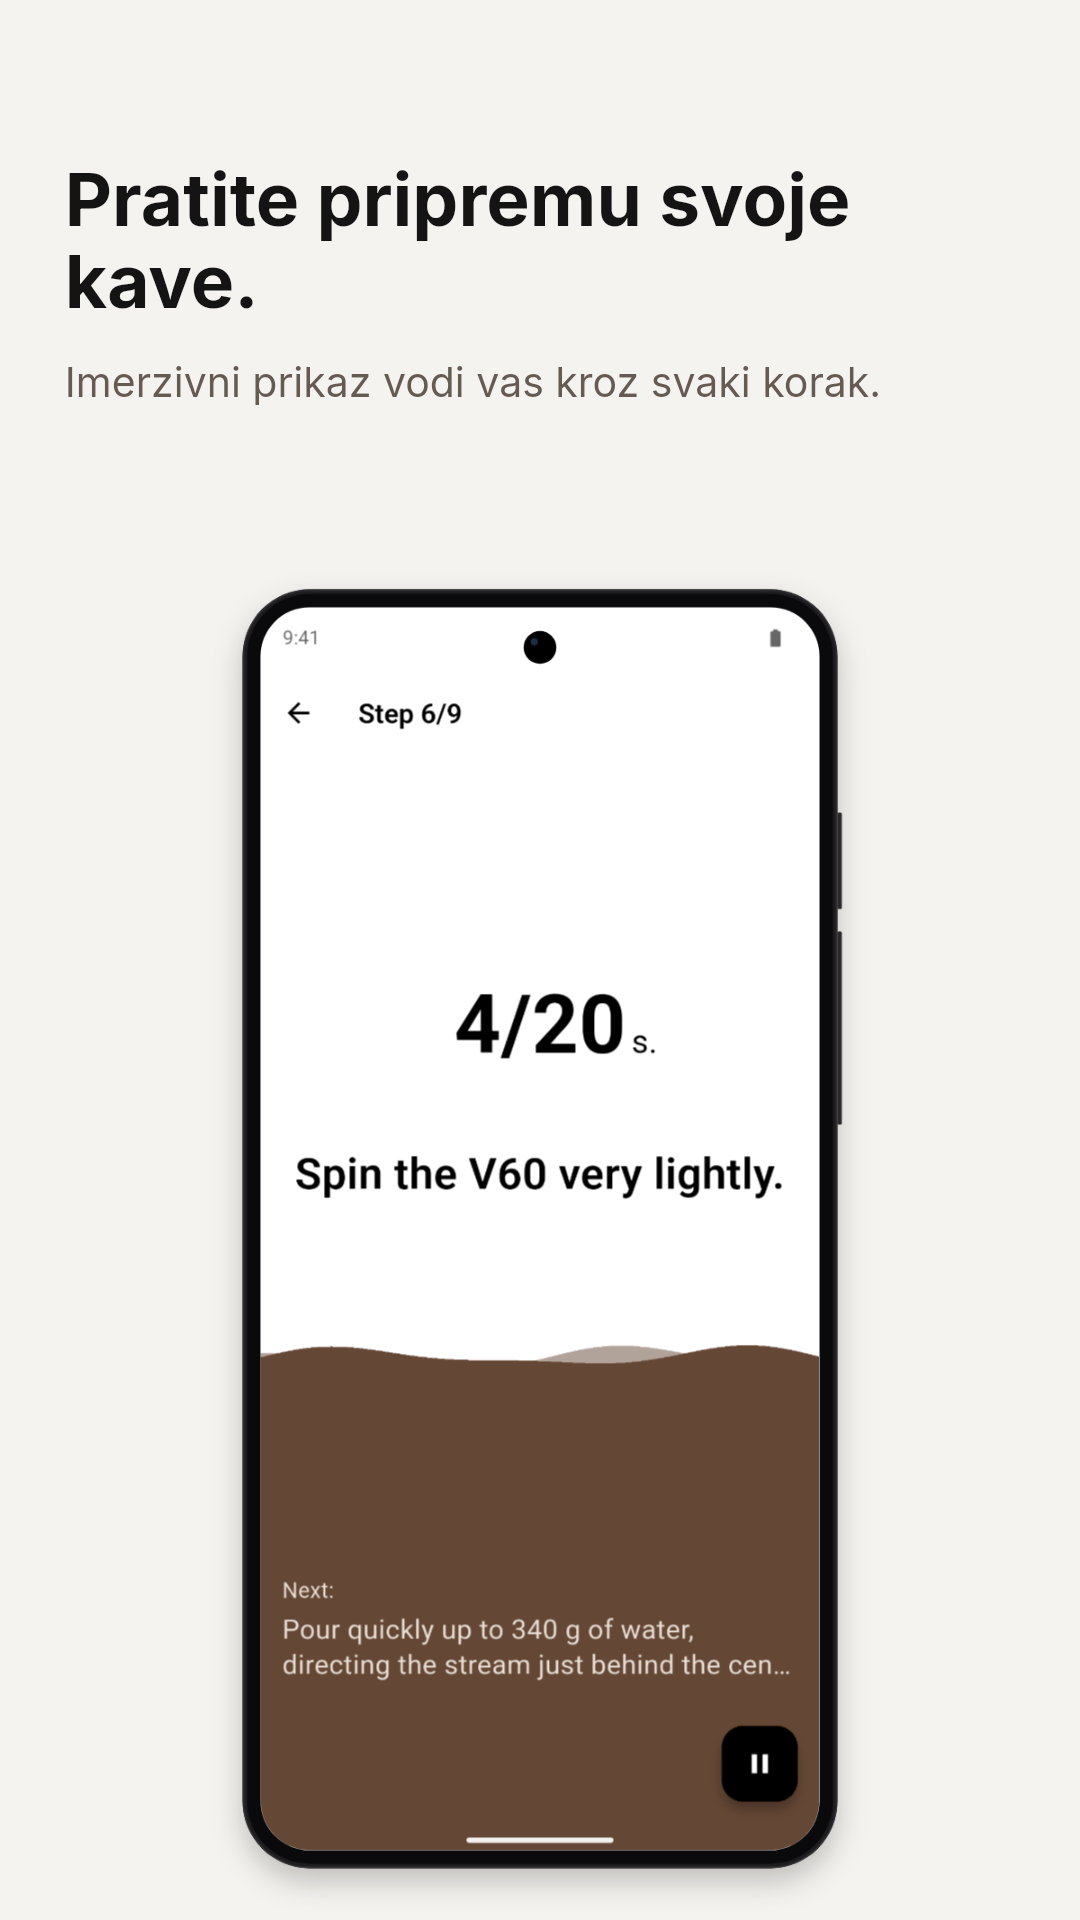 Pratite pripremu svoje
kave.
Imerzivni prikaz vodi vas kroz svaki korak.
9:41
Step 6/9
4/20 s.
Spin the V60 very lightly.
Next:
Pour quickly up to 340 g of water,
directing the stream just behind the cen...